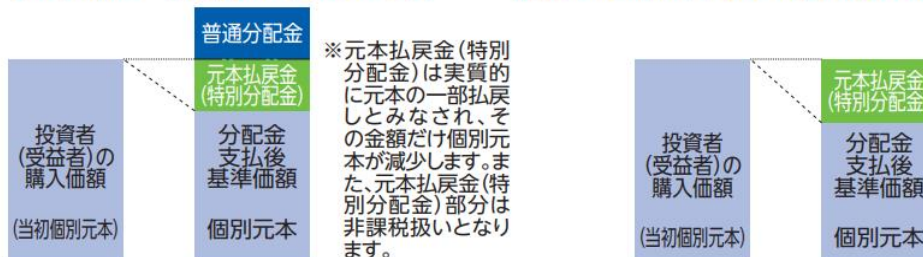 普通分配金
元本払戻金
(特別分配金)
投資者
(受益者)の
購入価額
(当初個別元本)
分配金
支払後
基準価額
個別元本
※元本払戻金(特別
分配金)は実質的
に元本の一部払戻
しとみなされ、そ
の金額だけ個別元
本が減少します。ま
た、元本払戻金(特
別分配金)部分は
非課税扱いとなり
ます。
投資者
(受益者)の
購入価額
(当初個別元本)
元本払戻金
(特別分配金
分配金
支払後
基準価額
個別元本